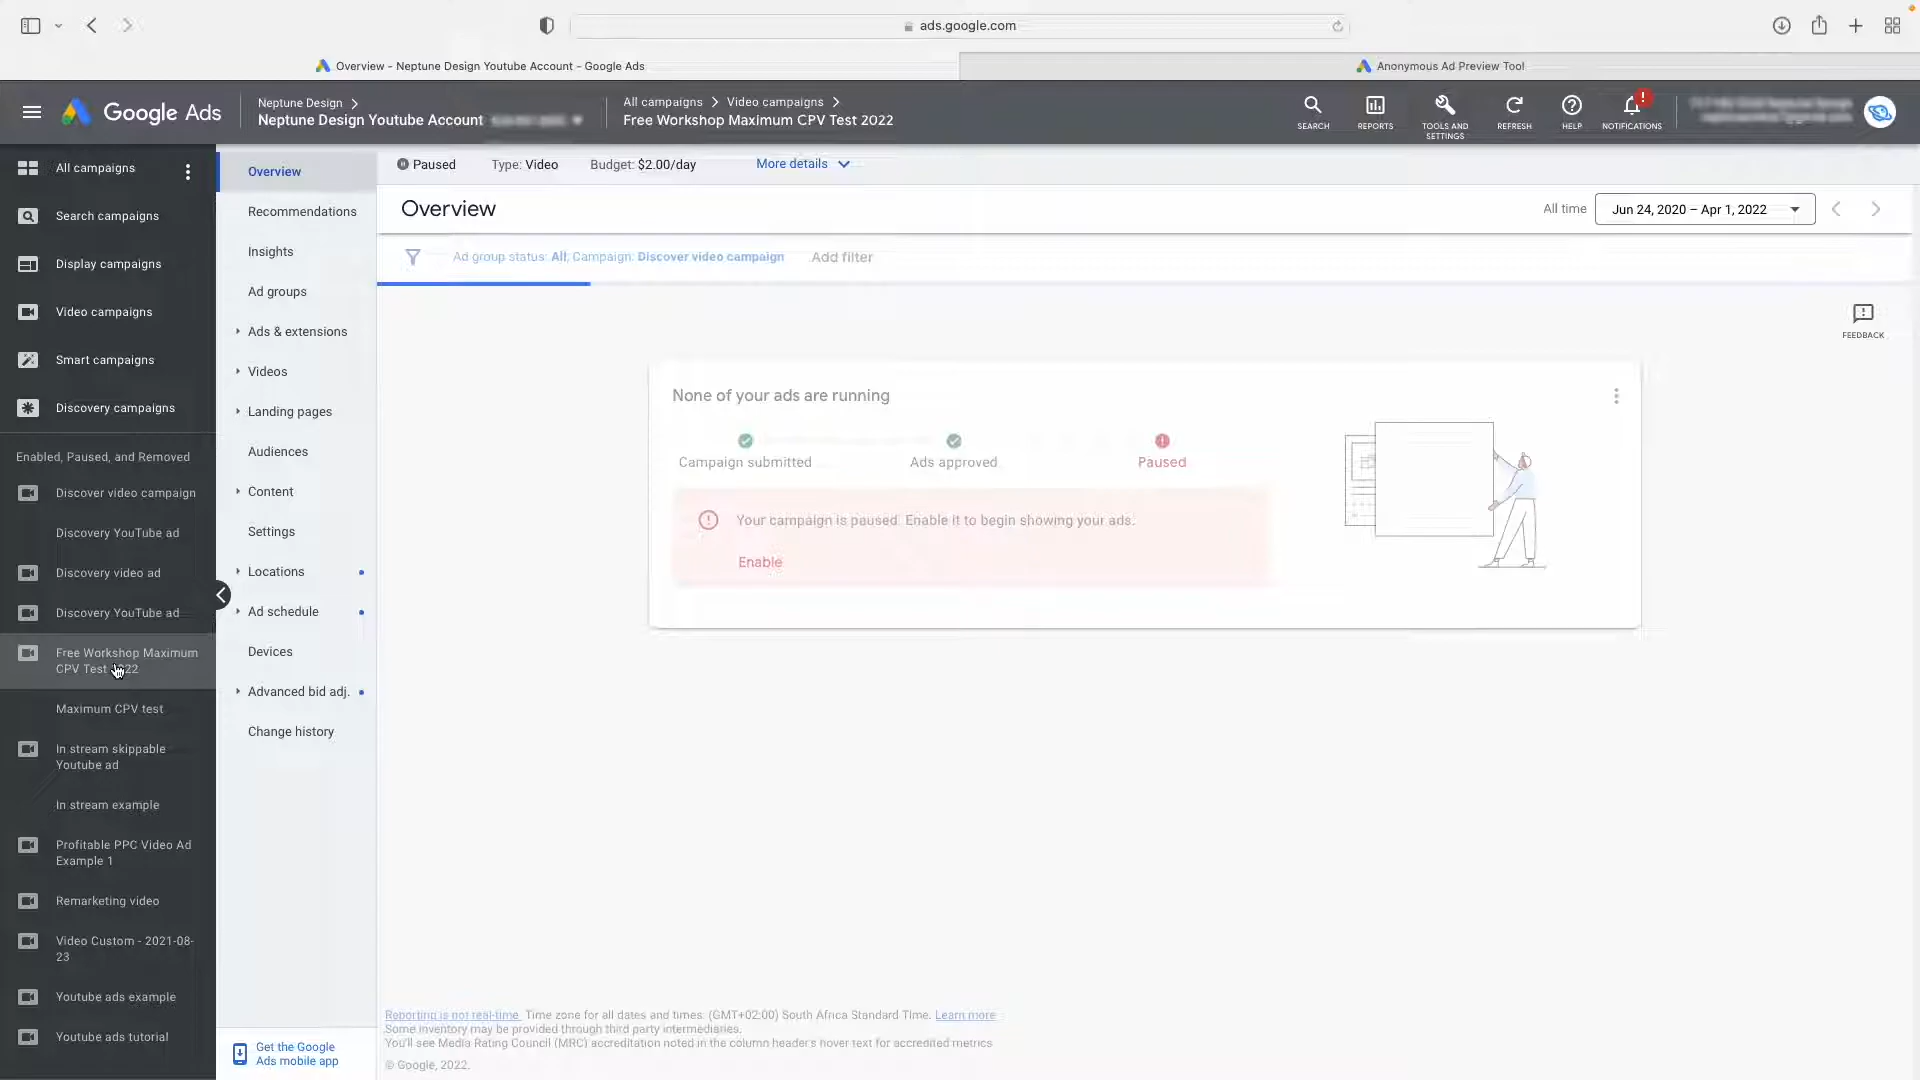 ads.google.com
Overview - Neptune Design Youtube Account - Google Ads
Anonymous Ad Preview Tool
Google Ads
Neptune Design
Neptune Design Youtube Account
All campaigns
Video campaigns
Free Workshop Maximum CPV Test 2022
SEARCH
REPORTS
TOOLS AND
SETTINGS
REFRESH
HELP
NOTIFICATIONS
All campaigns
Search campaigns
Display campaigns
Video campaigns
Smart campaigns
Discovery campaigns
Enabled, Paused, and Removed
Discover video campaign
Discovery YouTube ad
Discovery video ad
Discovery YouTube ad
Free Workshop Maximum
CPV Test 2022
Maximum CPV test
In stream skippable
Youtube ad
In stream example
Profitable PPC Video Ad
Example 1
Remarketing video
Video Custom - 2021-08-
23
Youtube ads example
Youtube ads tutorial
Overview
Recommendations
Insights
Ad groups
Ads & extensions
Videos
Landing pages
Audiences
Content
Settings
Locations
Ad schedule
Devices
Advanced bid adj.
Change history
Get the Google
Ads mobile app
Paused
Type: Video
Budget: $2.00/day
More details
Overview
All time
Jun 24, 2020 – Apr 1, 2022
Ad group status: All; Campaign: Discover video campaign
Add filter
FEEDBACK
None of your ads are running
Campaign submitted
Ads approved
Paused
Your campaign is paused. Enable it to begin showing your ads.
Enable
Reporting is not real-time. Time zone for all dates and times: (GMT+02:00) South Africa Standard Time. Learn more
Some inventory may be provided through third party intermediaries.
You'll see Media Rating Council (MRC) accreditation noted in the column header's hover text for accredited metrics
© Google, 2022.